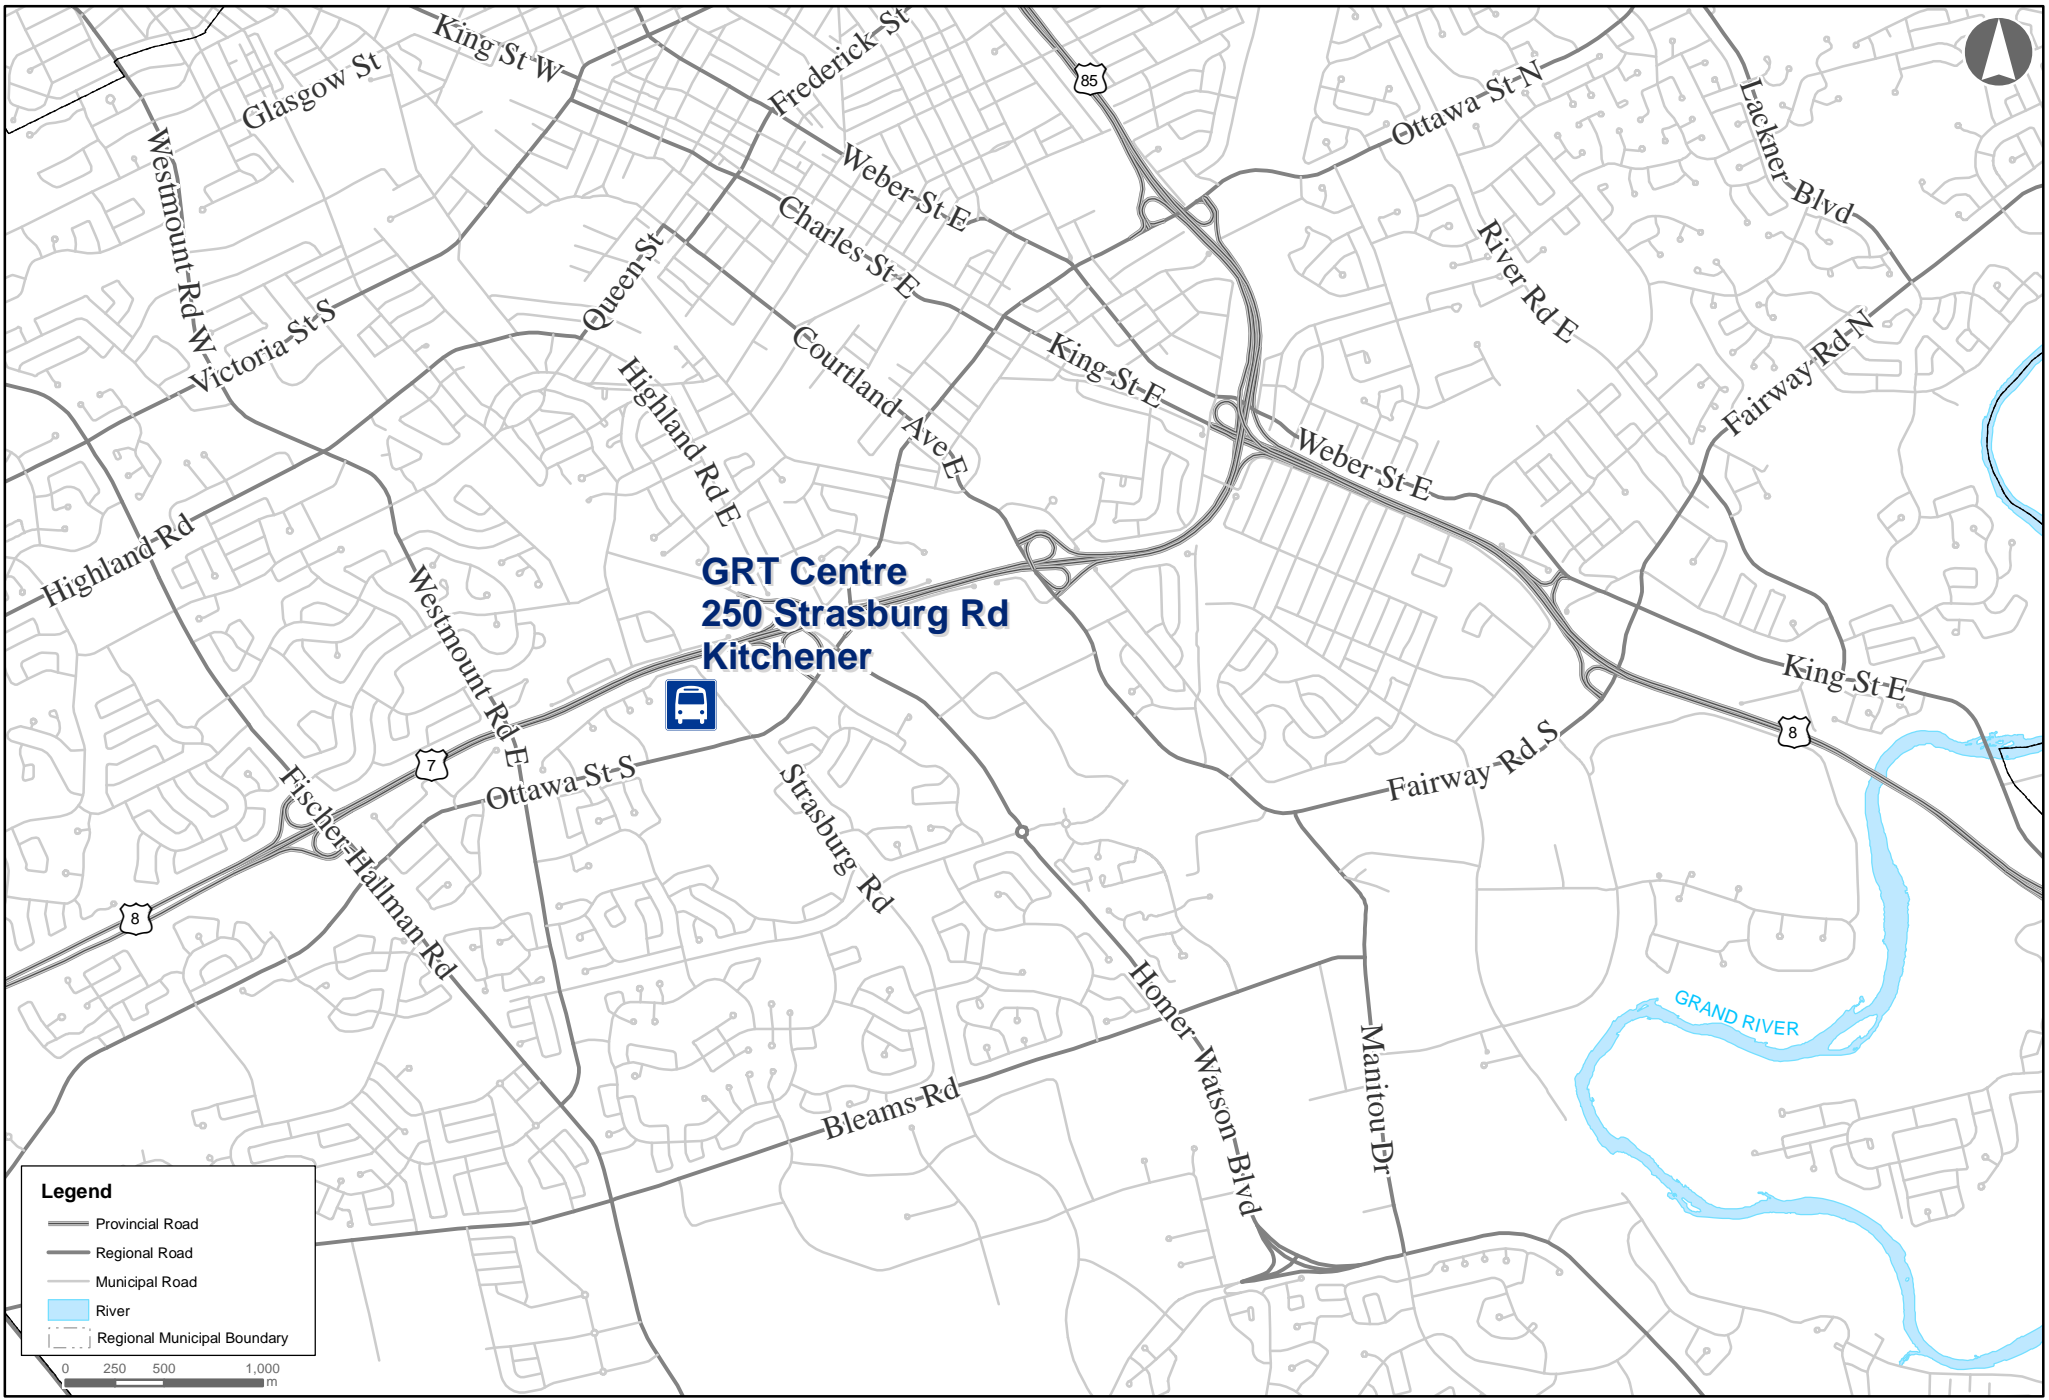 King St W
Frederick St
85
Glasgow St
Ottawa St N
Lackner Blvd
Westmount Rd W
Weber St E
Charles St E
Queen St
River Rd E
Victoria St S
Fairway Rd N
Courtland Ave E
King St E
Highland Rd E
Weber St E
Highland Rd
GRT Centre
250 Strasburg Rd
Kitchener
Westmount Rd E
King St E
8
7
Fairway Rd S
Ottawa St S
Strasburg Rd
Fischer-Hallman Rd
8
Homer Watson Blvd
GRAND RIVER
Manitou Dr
Bleams Rd
Legend
Provincial Road
Regional Road
Municipal Road
River
Regional Municipal Boundary
0 250 500 1,000
m